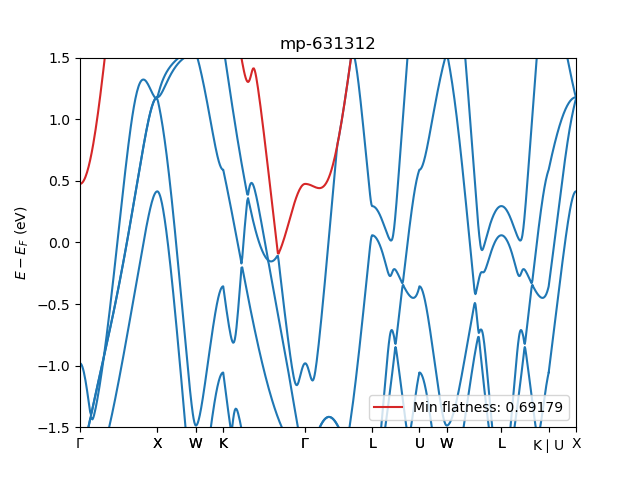 mp-631312
E − E_F (eV)
1.5
1.0
0.5
0.0
−0.5
−1.0
−1.5
Min flatness: 0.69179
Γ X W K Γ L U W L K | U X